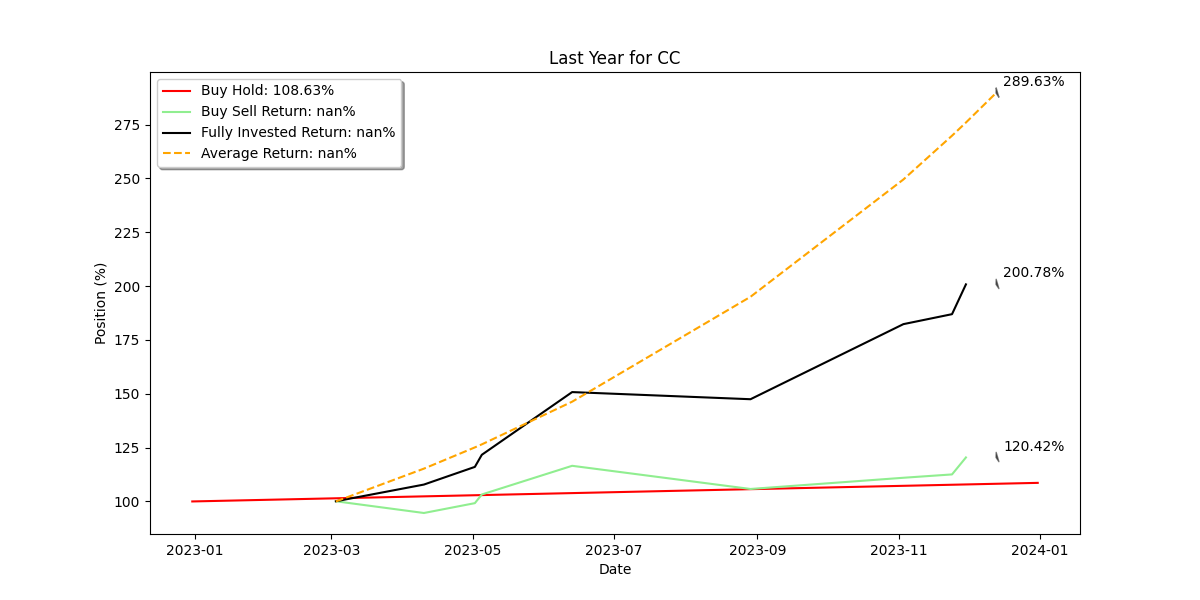 Last Year for CC
Buy Hold: 108.63%
Buy Sell Return: nan%
Fully Invested Return: nan%
Average Return: nan%
289.63%
200.78%
120.42%
Position (%)
275
250
225
200
175
150
125
100
2023-01 2023-03 2023-05 2023-07 2023-09 2023-11 2024-01
Date